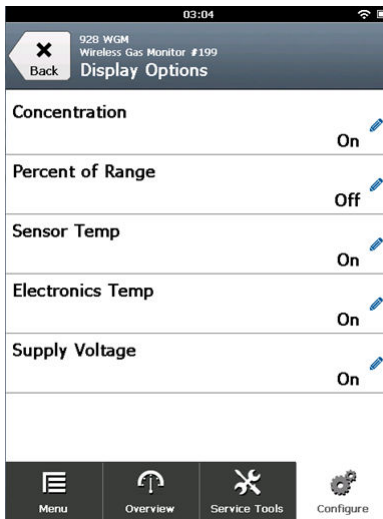 03:04
928 WGM
Wireless Gas Monitor #199
Back
Display Options
Concentration
On
Percent of Range
Off
Sensor Temp
On
Electronics Temp
On
Supply Voltage
On
Menu
Overview
Service Tools
Configure